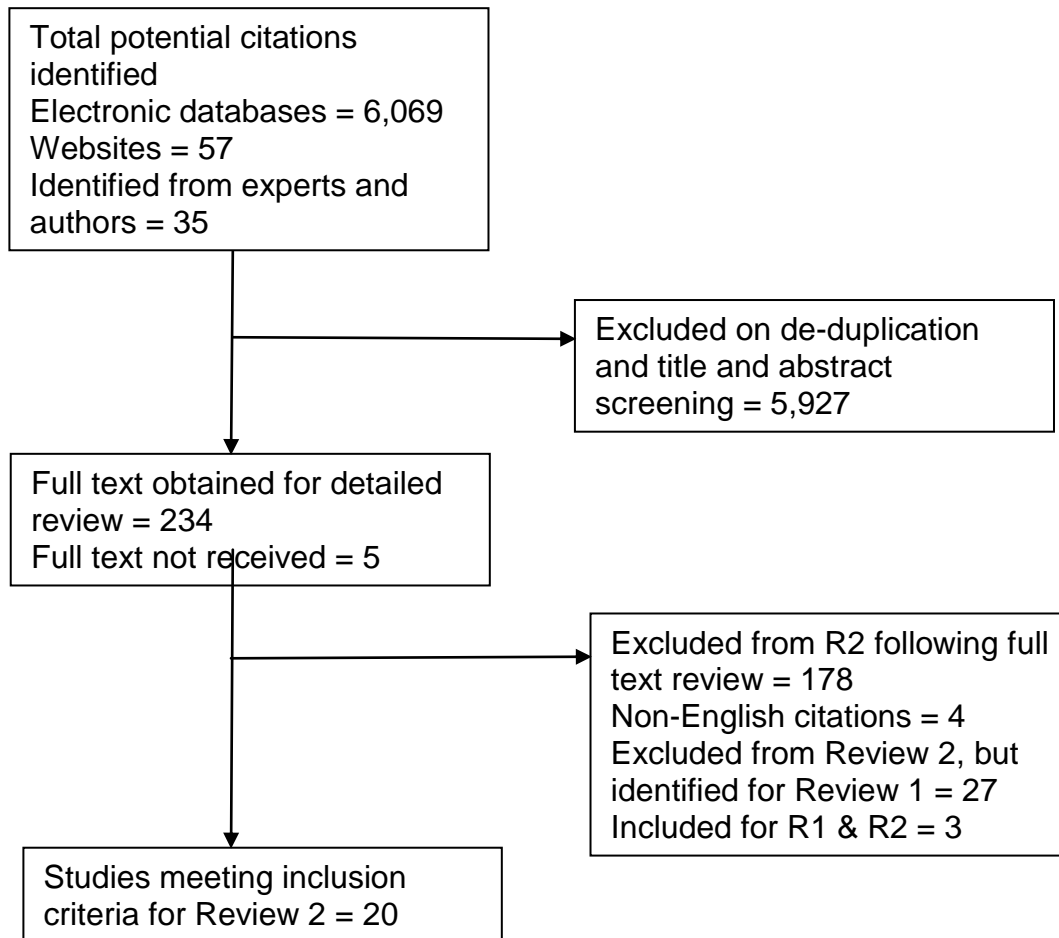 Total potential citations
identified
Electronic databases = 6,069
Websites = 57
Identified from experts and
authors = 35
Excluded on de-duplication
and title and abstract
screening = 5,927
Full text obtained for detailed
review = 234
Full text not received = 5
Excluded from R2 following full
text review = 178
Non-English citations = 4
Excluded from Review 2, but
identified for Review 1 = 27
Included for R1 & R2 = 3
Studies meeting inclusion
criteria for Review 2 = 20